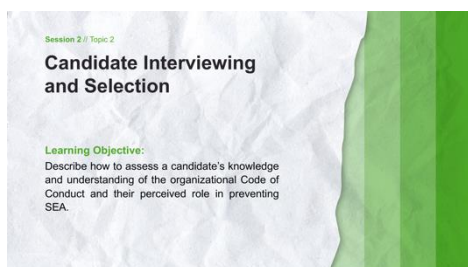 Session 2 // Topic 2
Candidate Interviewing
and Selection
Learning Objective:
Describe how to assess a candidate's knowledge
and understanding of the organizational Code of
Conduct and their perceived role in preventing
SEA.